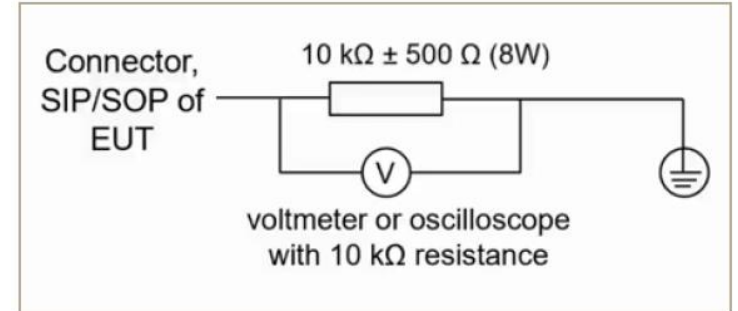 Connector,
SIP/SOP of
EUT
10 kΩ ± 500 Ω (8W)
V
voltmeter or oscilloscope
with 10 kΩ resistance